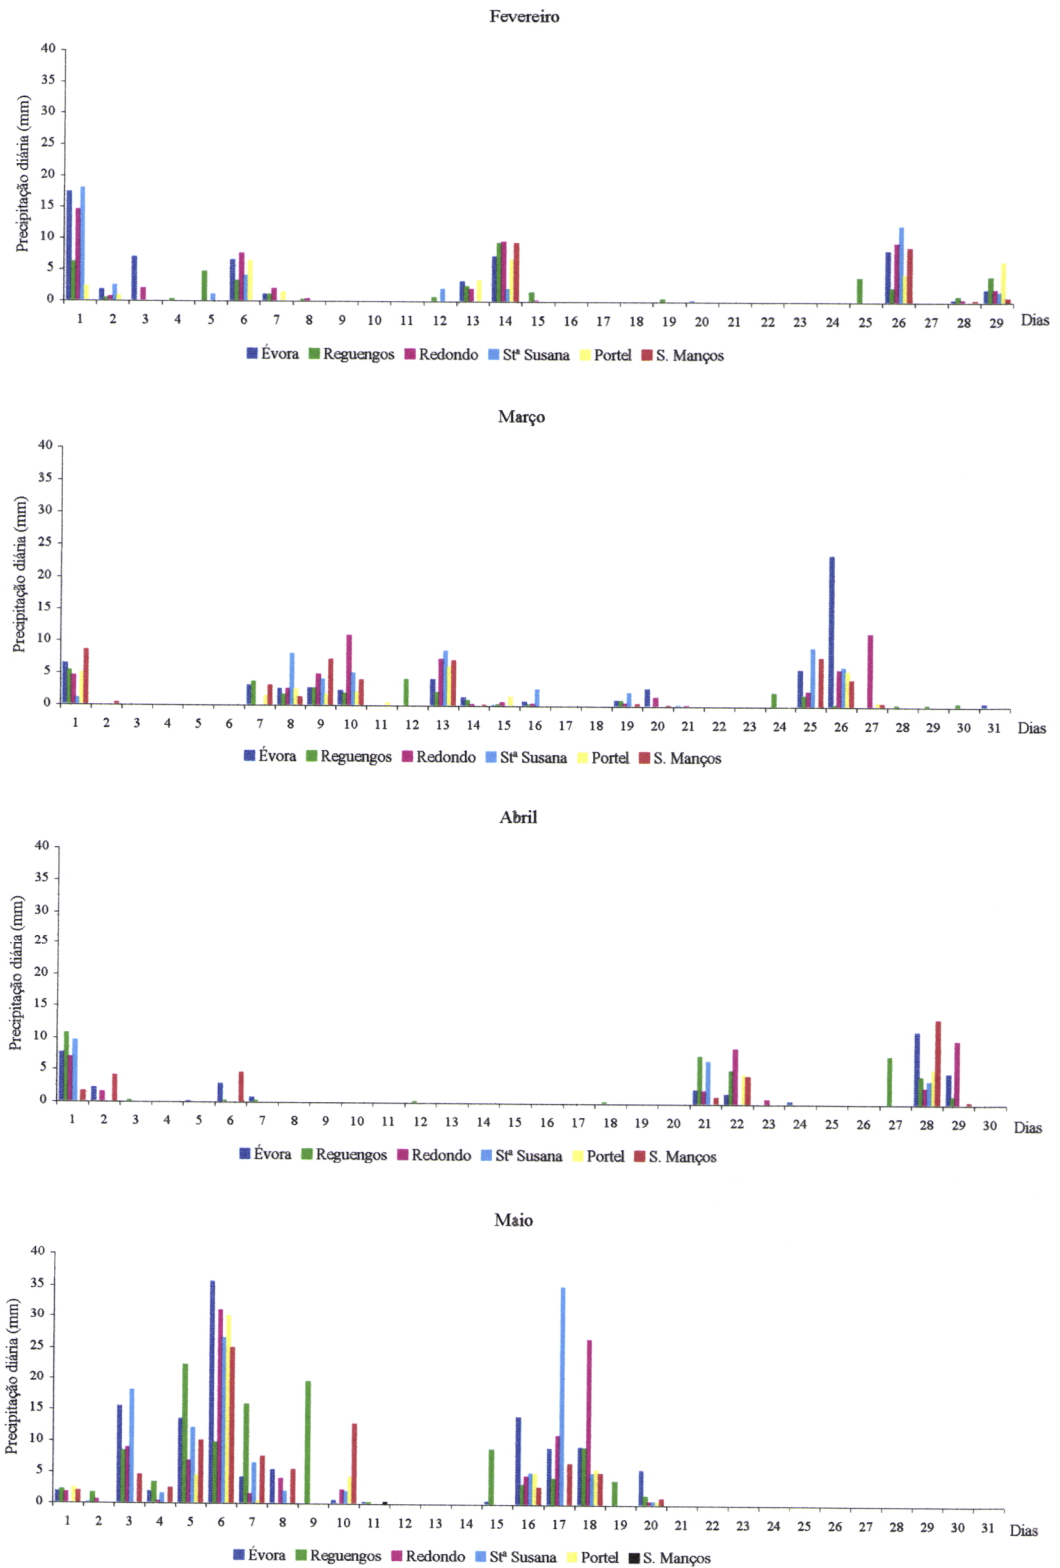 Fevereiro
Precipitação diária (mm)
40
35
30
25
20
15
10
5
0
1 2 3 4 5 6 7 8 9 10 11 12 13 14 15 16 17 18 19 20 21 22 23 24 25 26 27 28 29 Dias
Évora Reguengos Redondo Stª Susana Portel S. Manços
Março
Precipitação diária (mm)
40
35
30
25
20
15
10
5
0
1 2 3 4 5 6 7 8 9 10 11 12 13 14 15 16 17 18 19 20 21 22 23 24 25 26 27 28 29 30 31 Dias
Évora Reguengos Redondo Stª Susana Portel S. Manços
Abril
Precipitação diária (mm)
40
35
30
25
20
15
10
5
0
1 2 3 4 5 6 7 8 9 10 11 12 13 14 15 16 17 18 19 20 21 22 23 24 25 26 27 28 29 30 Dias
Évora Reguengos Redondo Stª Susana Portel S. Manços
Maio
Precipitação diária (mm)
40
35
30
25
20
15
10
5
0
1 2 3 4 5 6 7 8 9 10 11 12 13 14 15 16 17 18 19 20 21 22 23 24 25 26 27 28 29 30 31 Dias
Évora Reguengos Redondo Stª Susana Portel S. Manços